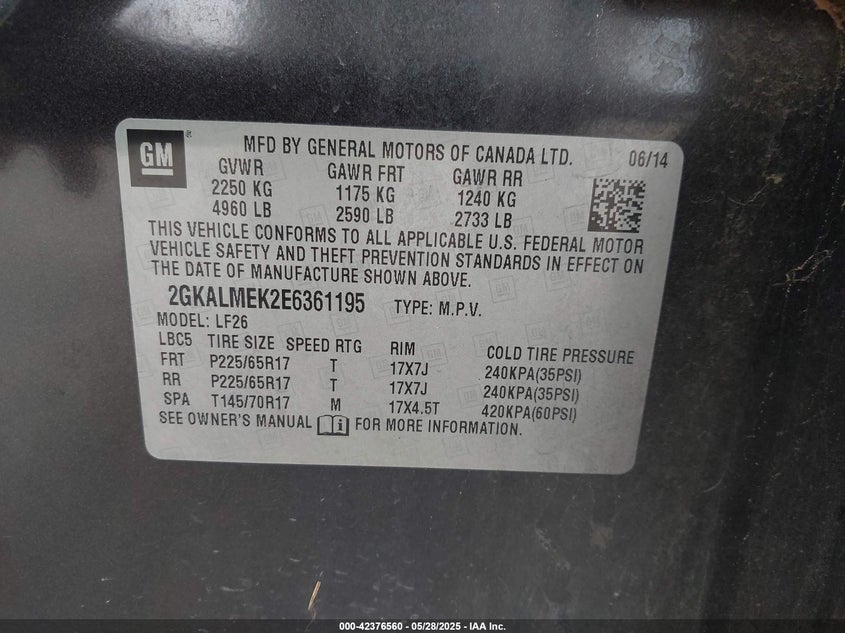 GM
MFD BY GENERAL MOTORS OF CANADA LTD. 06/14
GVWR GAWR FRT GAWR RR
2250 KG 1175 KG 1240 KG
4960 LB 2590 LB 2733 LB
THIS VEHICLE CONFORMS TO ALL APPLICABLE U.S. FEDERAL MOTOR
VEHICLE SAFETY AND THEFT PREVENTION STANDARDS IN EFFECT ON
THE DATE OF MANUFACTURE SHOWN ABOVE.
2GKALMEK2E6361195 TYPE: M.P.V.
MODEL: LF26
LBC5 TIRE SIZE SPEED RTG RIM COLD TIRE PRESSURE
FRT P225/65R17 T 17X7J 240KPA(35PSI)
RR P225/65R17 T 17X7J 240KPA(35PSI)
SPA T145/70R17 M 17X4.5T 420KPA(60PSI)
SEE OWNER'S MANUAL FOR MORE INFORMATION.
000-42376560 — 05/28/2025 — IAA Inc.